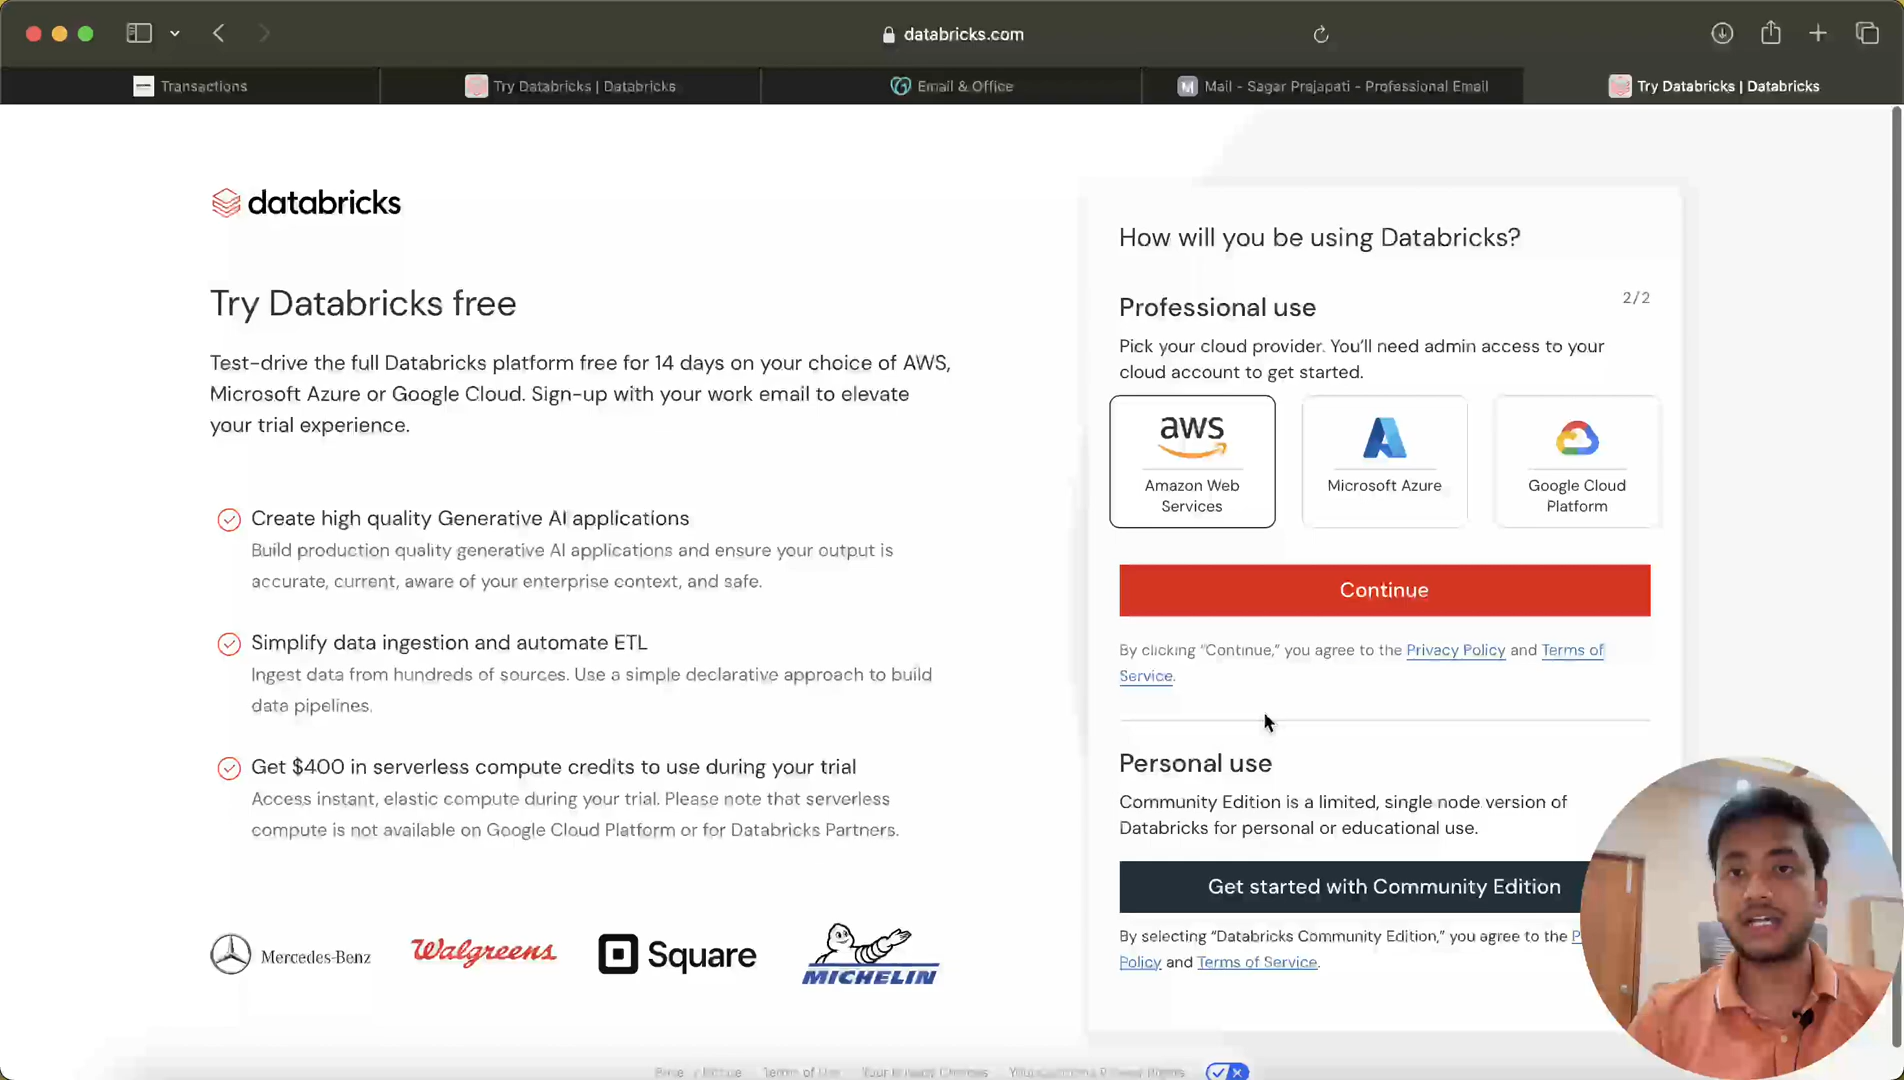 databricks.com
Transactions
Try Databricks | Databricks
Email & Office
Mail - Sagar Prajapati - Professional Email
Try Databricks | Databricks
databricks
Try Databricks free
Test-drive the full Databricks platform free for 14 days on your choice of AWS,
Microsoft Azure or Google Cloud. Sign-up with your work email to elevate
your trial experience.
Create high quality Generative AI applications
Build production quality generative AI applications and ensure your output is
accurate, current, aware of your enterprise context, and safe.
Simplify data ingestion and automate ETL
Ingest data from hundreds of sources. Use a simple declarative approach to build
data pipelines.
Get $400 in serverless compute credits to use during your trial
Access instant, elastic compute during your trial. Please note that serverless
compute is not available on Google Cloud Platform or for Databricks Partners.
Mercedes-Benz
Walgreens
Square
MICHELIN
How will you be using Databricks?
2/2
Professional use
Pick your cloud provider. You'll need admin access to your
cloud account to get started.
aws
Amazon Web
Services
Microsoft Azure
Google Cloud
Platform
Continue
By clicking "Continue," you agree to the Privacy Policy and Terms of
Service.
Personal use
Community Edition is a limited, single node version of
Databricks for personal or educational use.
Get started with Community Edition
By selecting "Databricks Community Edition," you agree to the
Policy and Terms of Service.